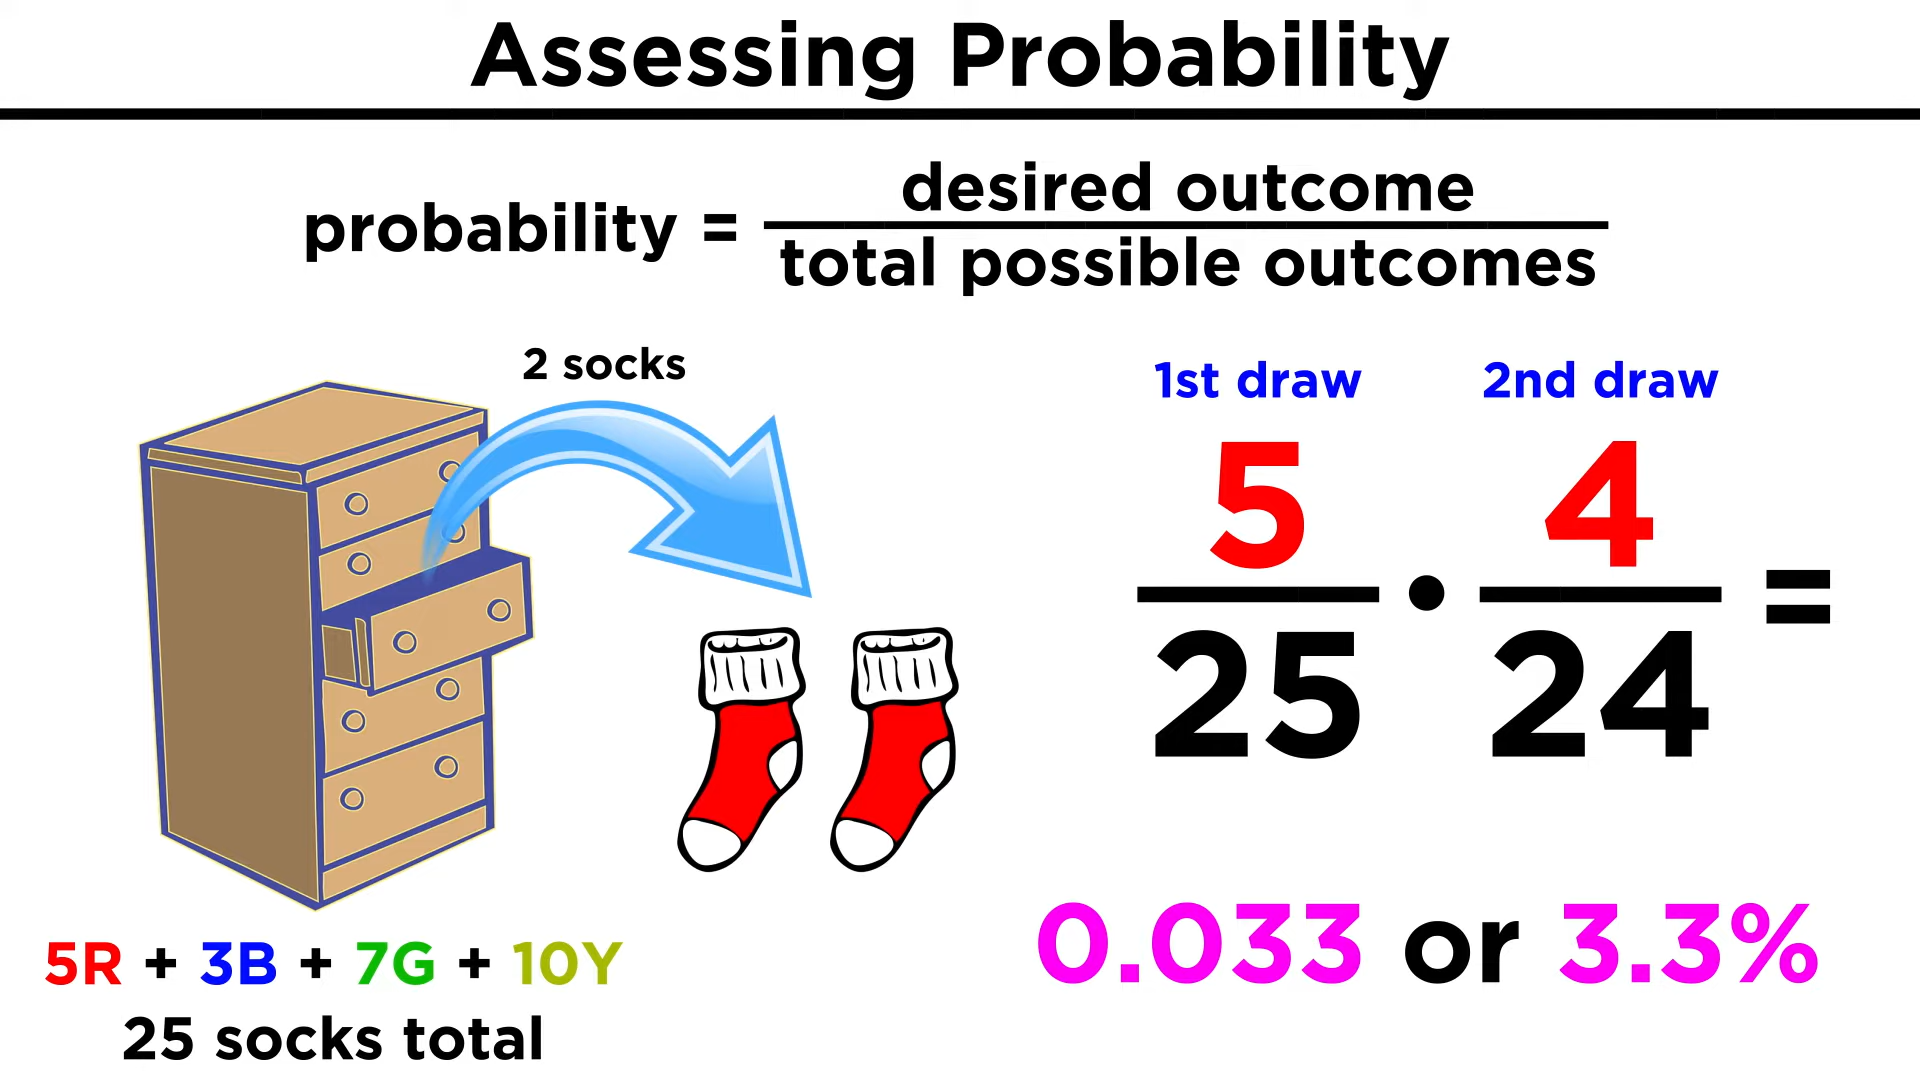 Assessing Probability
probability = desired outcome
total possible outcomes
2 socks
1st draw 2nd draw
5 4
25 · 24 =
0.033 or 3.3%
5R + 3B + 7G + 10Y
25 socks total